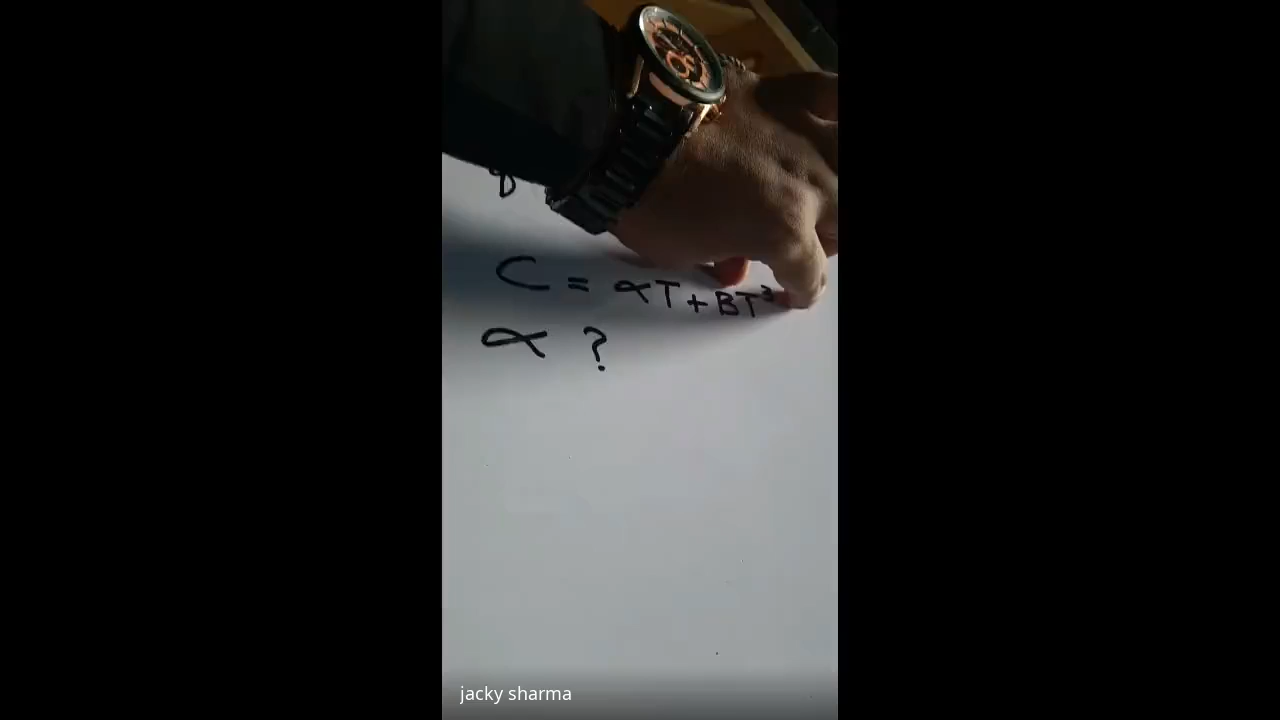 C = αT + BT³
α ?
jacky sharma